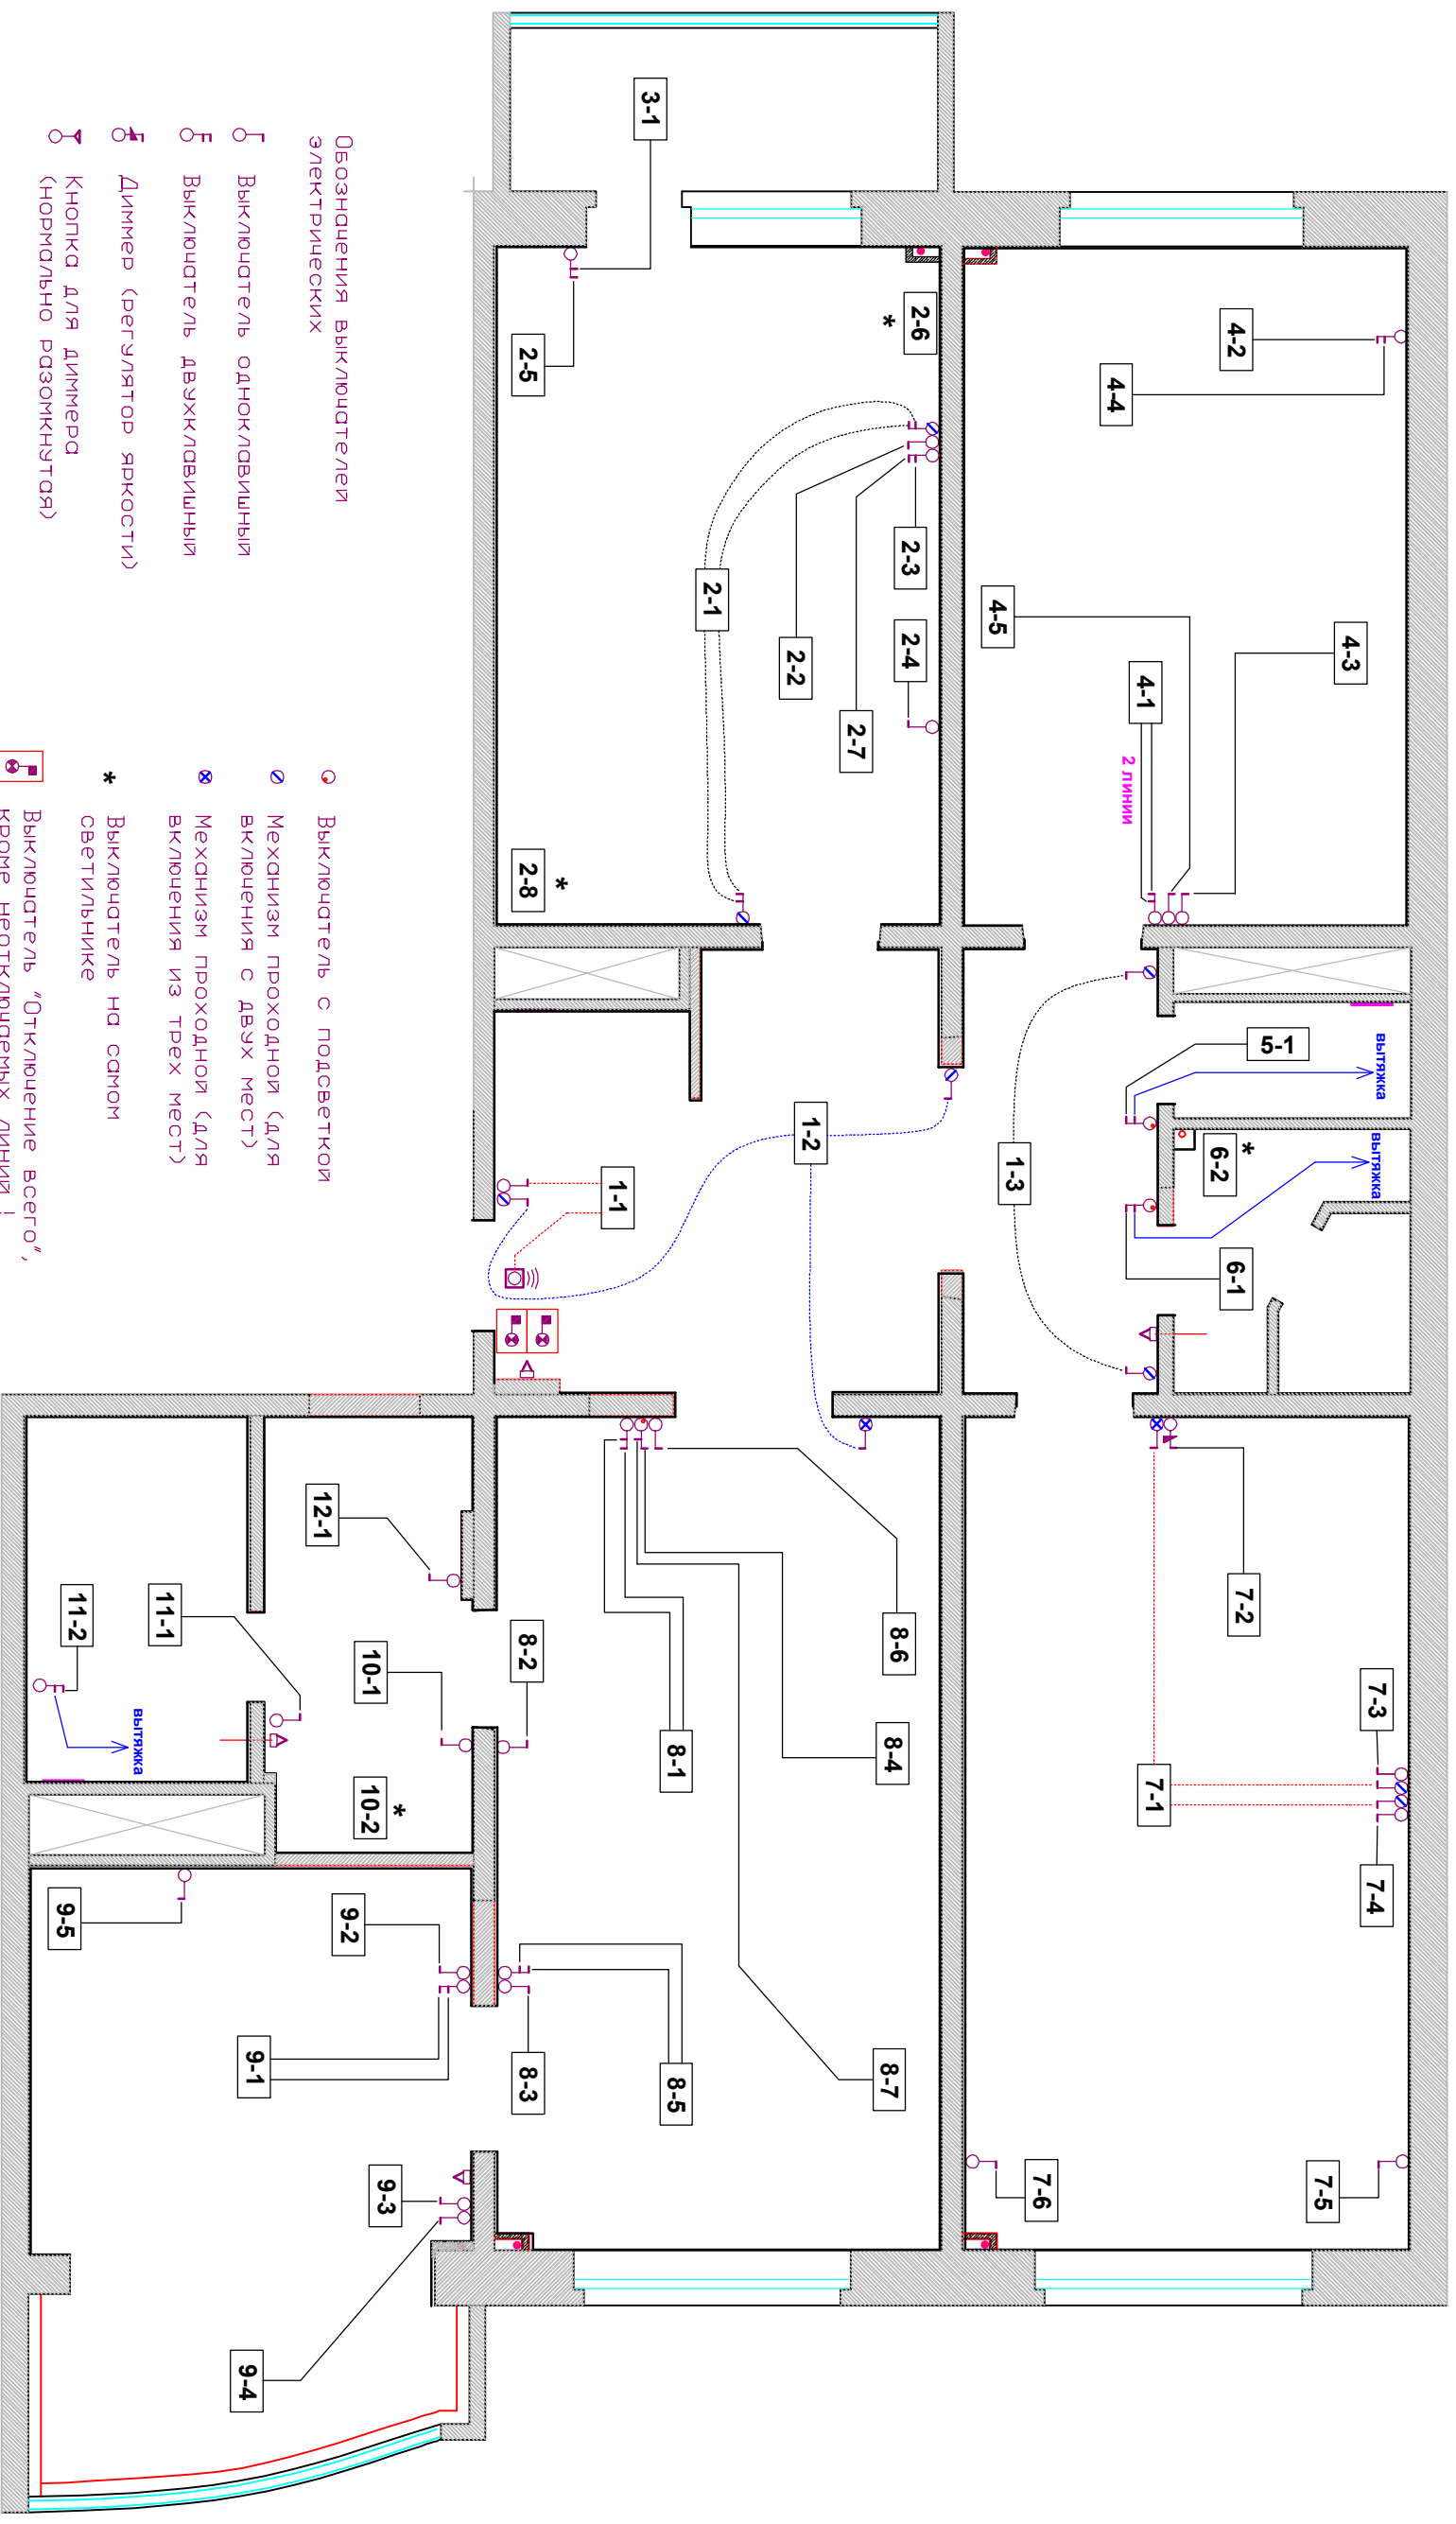 3-1
2-5
2-6
*
4-2
4-4
2-1
2-2
2-3
2-4
2-7
4-5
4-1
4-3
2 линии
2-8
*
5-1
вытяжка
6-2
*
вытяжка
6-1
1-3
1-2
1-1
7-2
7-3
7-1
7-4
7-5
7-6
8-6
8-4
8-1
8-2
8-7
8-5
8-3
12-1
11-1
11-2
вытяжка
10-1
10-2
*
9-5
9-2
9-1
9-3
9-4
Обозначения выключателей
электрических
Выключатель одноклавишный
Выключатель двухклавишный
Диммер (регулятор яркости)
Кнопка для диммера
(нормально разомкнутая)
Выключатель с подсветкой
Механизм проходной (для
включения с двух мест)
Механизм проходной (для
включения из трех мест)
* Выключатель на самом
светильнике
Выключатель "Отключение всего",
кроме неотключаемых линий !